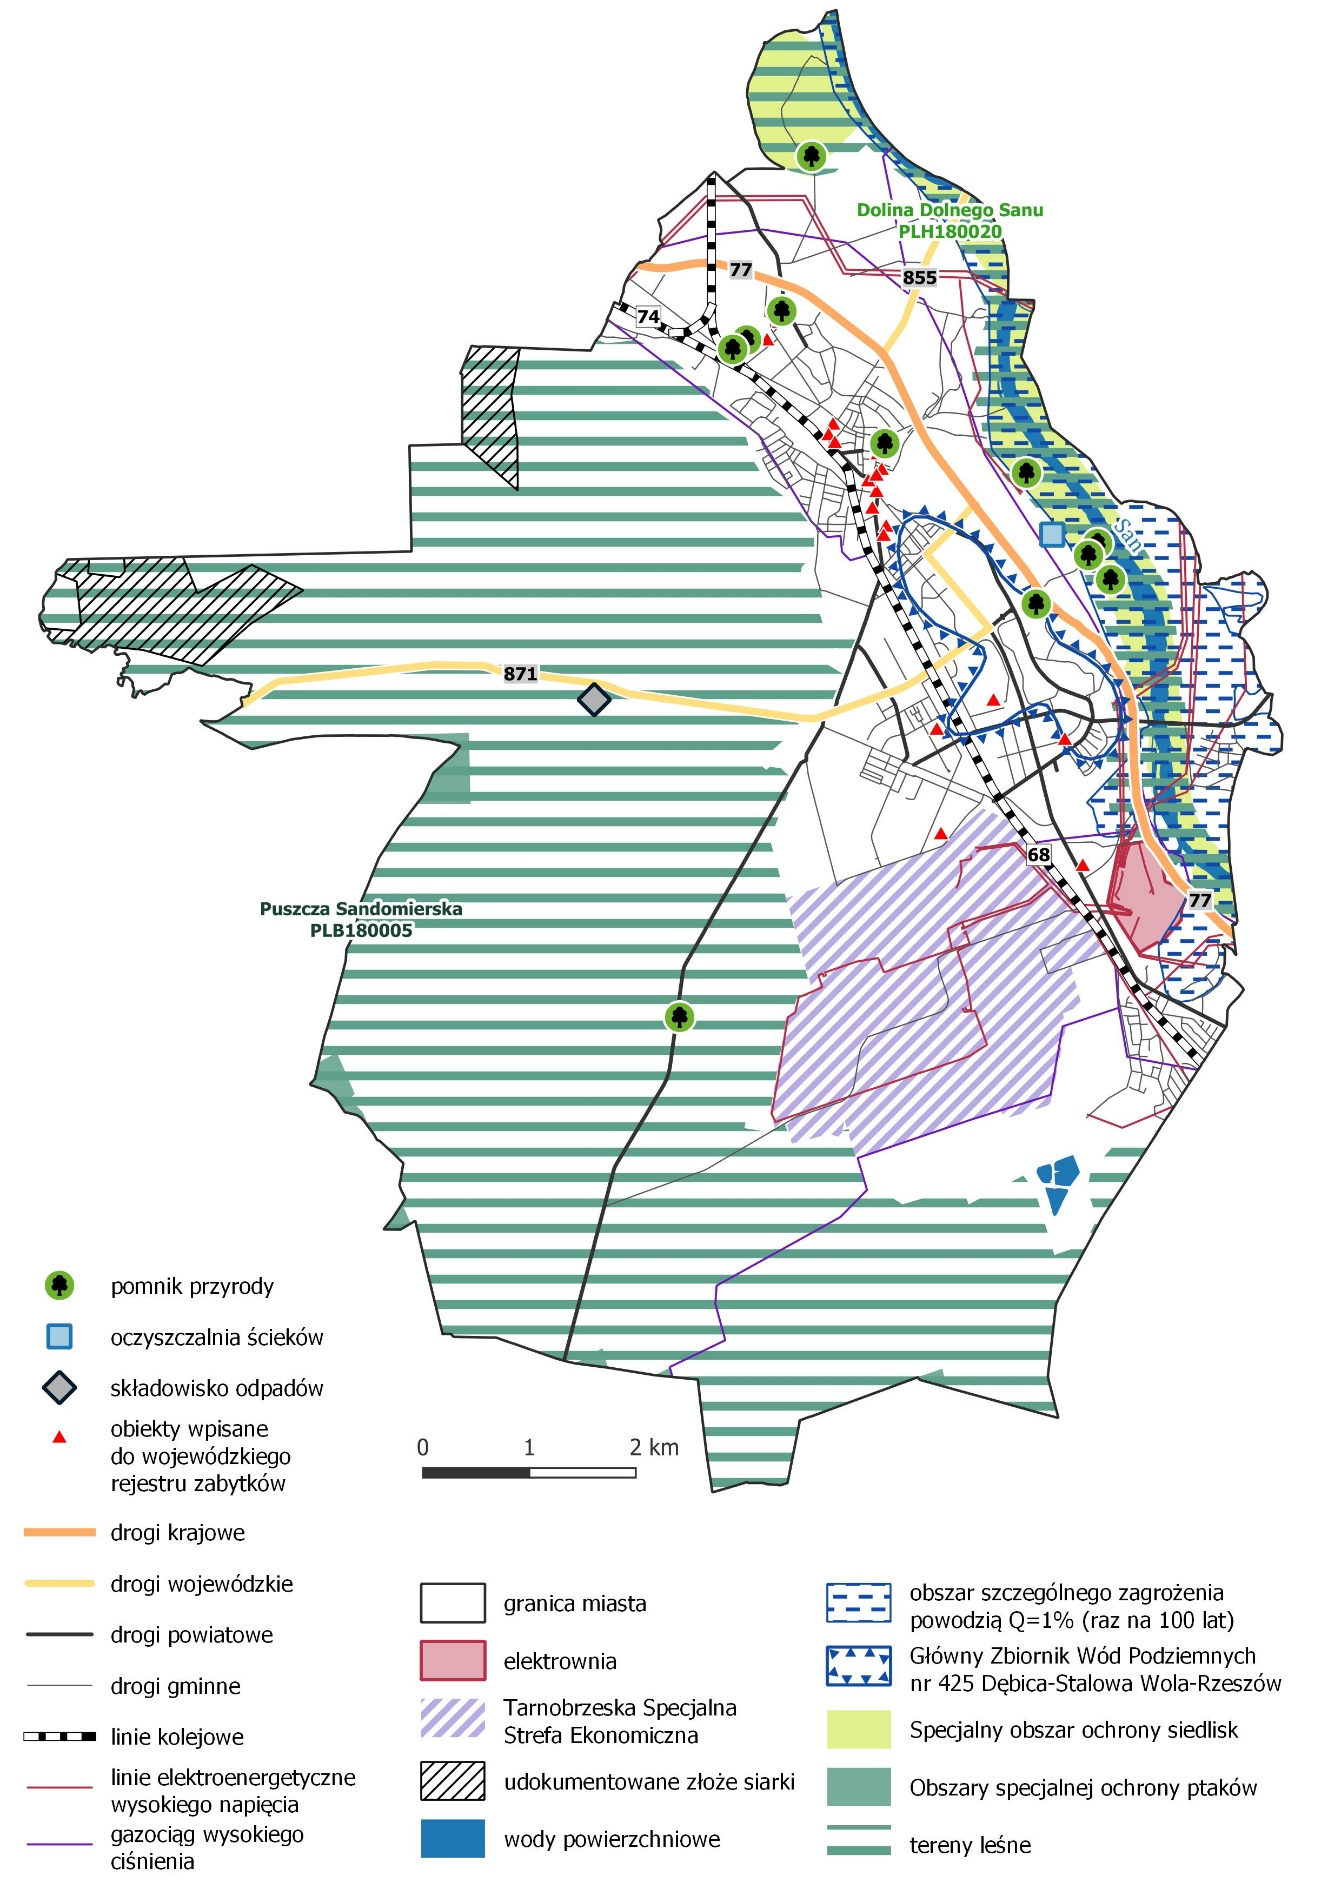 Dolina Dolnego Sanu
PLH180020
77
855
74
San
871
68
77
Puszcza Sandomierska
PLB180005
pomnik przyrody
oczyszczalnia ścieków
składowisko odpadów
obiekty wpisane
do wojewódzkiego
rejestru zabytków
drogi krajowe
drogi wojewódzkie
drogi powiatowe
drogi gminne
linie kolejowe
linie elektroenergetyczne
wysokiego napięcia
gazociąg wysokiego
ciśnienia
0 1 2 km
granica miasta
elektrownia
Tarnobrzeska Specjalna
Strefa Ekonomiczna
udokumentowane złoże siarki
wody powierzchniowe
obszar szczególnego zagrożenia
powodzią Q=1% (raz na 100 lat)
Główny Zbiornik Wód Podziemnych
nr 425 Dębica-Stalowa Wola-Rzeszów
Specjalny obszar ochrony siedlisk
Obszary specjalnej ochrony ptaków
tereny leśne